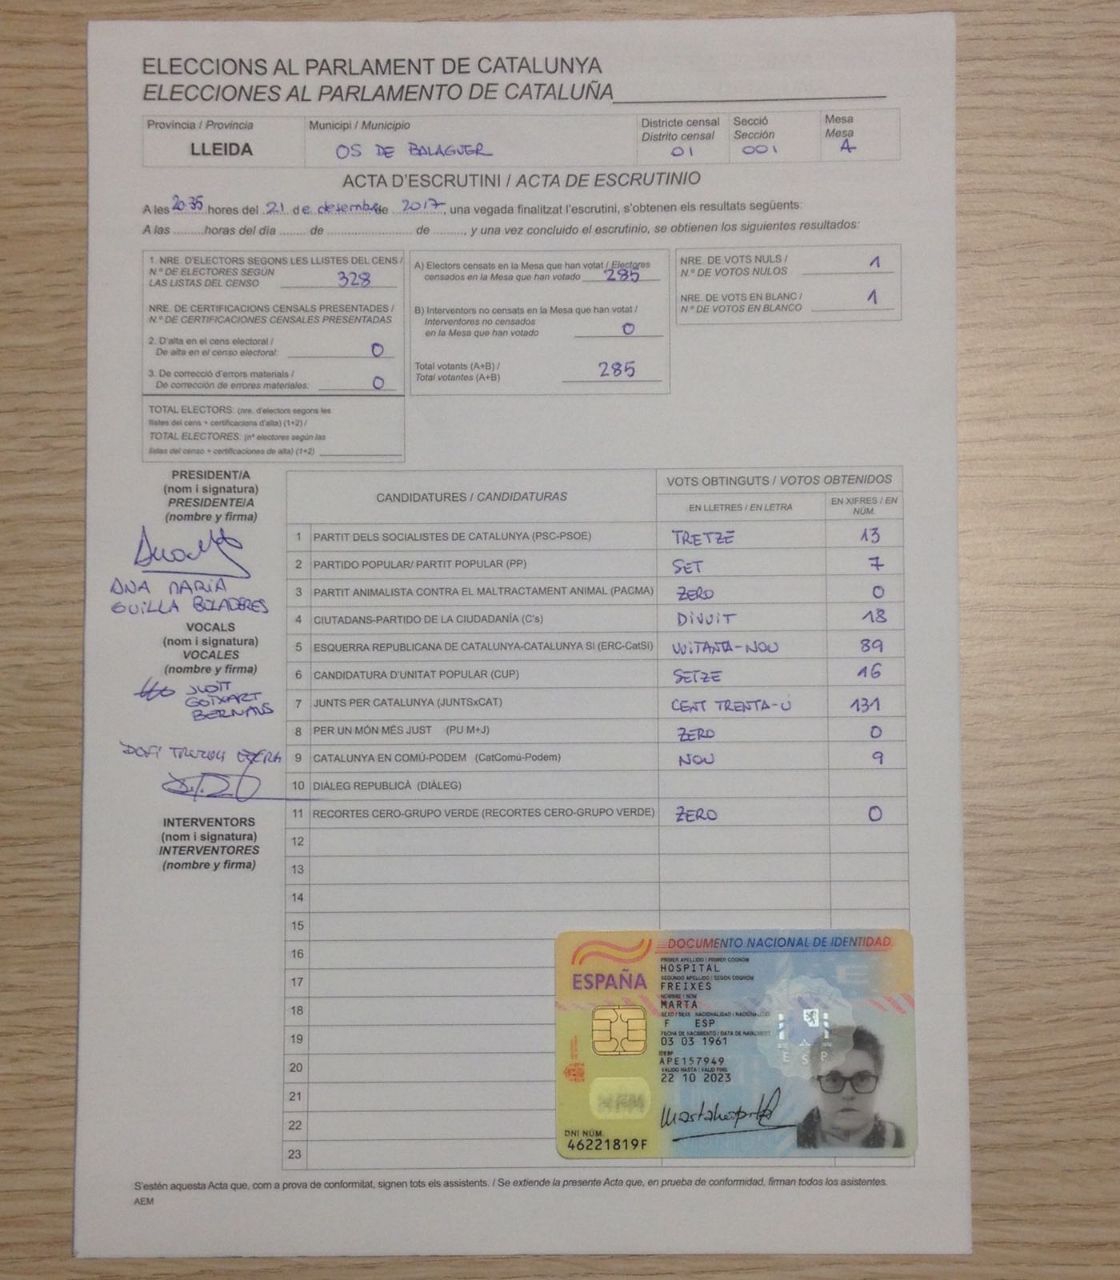 ELECCIONS AL PARLAMENT DE CATALUNYA
ELECCIONES AL PARLAMENTO DE CATALUÑA
Provincia / Provincia
LLEIDA
Municipi / Municipio
OS DE BALAGUER
Districte censal
Distrito censal
01
Secció
Sección
001
Mesa
Mesa
A
ACTA D'ESCRUTINI / ACTA DE ESCRUTINIO
A les 20:35 hores del 21 de desembre de 2017, una vegada finalitzat l'escrutini, s'obtenen els resultats següents:
A las ......... horas del día ....... de ..................... de ........, y una vez concluido el escrutinio, se obtienen los siguientes resultados:
1. NRE. D'ELECTORS SEGONS LES LLISTES DEL CENS /
N.º DE ELECTORES SEGÚN
LAS LISTAS DEL CENSO 328
NRE. DE CERTIFICACIONS CENSALS PRESENTADES /
N.º DE CERTIFICACIONES CENSALES PRESENTADAS
2. D'alta en el cens electoral /
De alta en el censo electoral: 0
3. De correcció d'errors materials /
De corrección de errores materiales: 0
TOTAL ELECTORS: (nre. d'electors segons les
llistes del cens + certificacions d'alta) (1+2) /
TOTAL ELECTORES: (nº electores según las
listas del censo + certificaciones de alta) (1+2)
A) Electors censats en la Mesa que han votat / Electores
censados en la Mesa que han votado 285
B) Interventors no censats en la Mesa que han votat /
Interventores no censados
en la Mesa que han votado 0
Total votants (A+B) /
Total votantes (A+B) 285
NRE. DE VOTS NULS /
N.º DE VOTOS NULOS 1
NRE. DE VOTS EN BLANC /
N.º DE VOTOS EN BLANCO 1
PRESIDENT/A
(nom i signatura)
PRESIDENTE/A
(nombre y firma)
ANA MARIA
GUILLA BOLADERES
VOCALS
(nom i signatura)
VOCALES
(nombre y firma)
JUDIT
GOIXART
BERNAUS
INTERVENTORS
(nom i signatura)
INTERVENTORES
(nombre y firma)
CANDIDATURES / CANDIDATURAS
VOTS OBTINGUTS / VOTOS OBTENIDOS
EN LLETRES / EN LETRA
EN XIFRES / EN NÚM.
1 PARTIT DELS SOCIALISTES DE CATALUNYA (PSC-PSOE) TRETZE 13
2 PARTIDO POPULAR/ PARTIT POPULAR (PP) SET 7
3 PARTIT ANIMALISTA CONTRA EL MALTRACTAMENT ANIMAL (PACMA) ZERO 0
4 CIUTADANS-PARTIDO DE LA CIUDADANÍA (C's) DIVUIT 18
5 ESQUERRA REPUBLICANA DE CATALUNYA-CATALUNYA SI (ERC-CatSí) VUITANTA-NOU 89
6 CANDIDATURA D'UNITAT POPULAR (CUP) SETZE 16
7 JUNTS PER CATALUNYA (JUNTSxCAT) CENT TRENTA-Ú 131
8 PER UN MÓN MÉS JUST (PU M+J) ZERO 0
9 CATALUNYA EN COMÚ-PODEM (CatComú-Podem) NOU 9
10 DIÀLEG REPUBLICÀ (DIÀLEG)
11 RECORTES CERO-GRUPO VERDE (RECORTES CERO-GRUPO VERDE) ZERO 0
12
13
14
15
16
17
18
19
20
21
22
23
DOCUMENTO NACIONAL DE IDENTIDAD
ESPAÑA
PRIMER APELLIDO / PRIMER COGNOM
HOSPITAL
SEGUNDO APELLIDO / SEGON COGNOM
FREIXES
NOMBRE / NOM
MARTA
SEXO / SEXE NACIONALIDAD / NACIONALITAT
F ESP
FECHA DE NACIMIENTO / DATA DE NAIXEMENT
03 03 1961
IDESP
APE157949
VÁLIDO HASTA / VÀLID FINS
22 10 2023
ESP
DNI NÚM.
46221819F
S'estén aquesta Acta que, com a prova de conformitat, signen tots els assistents. / Se extiende la presente Acta que, en prueba de conformidad, firman todos los asistentes.
AEM